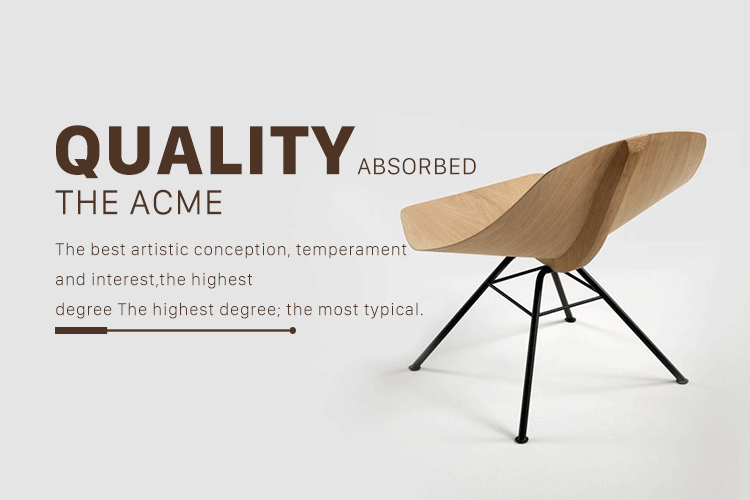 QUALITY ABSORBED
THE ACME
The best artistic conception, temperament
and interest,the highest
degree The highest degree; the most typical.